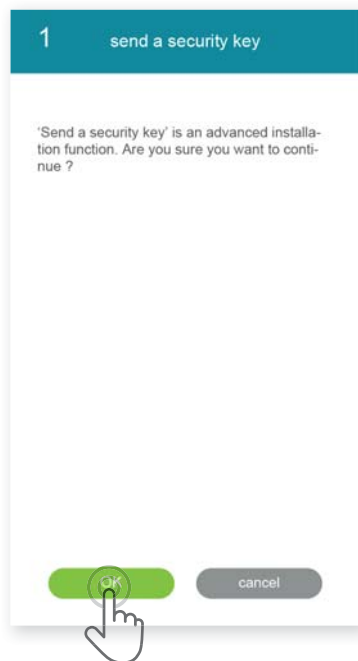 1 send a security key
'Send a security key' is an advanced installa-
tion function. Are you sure you want to conti-
nue ?
OK cancel